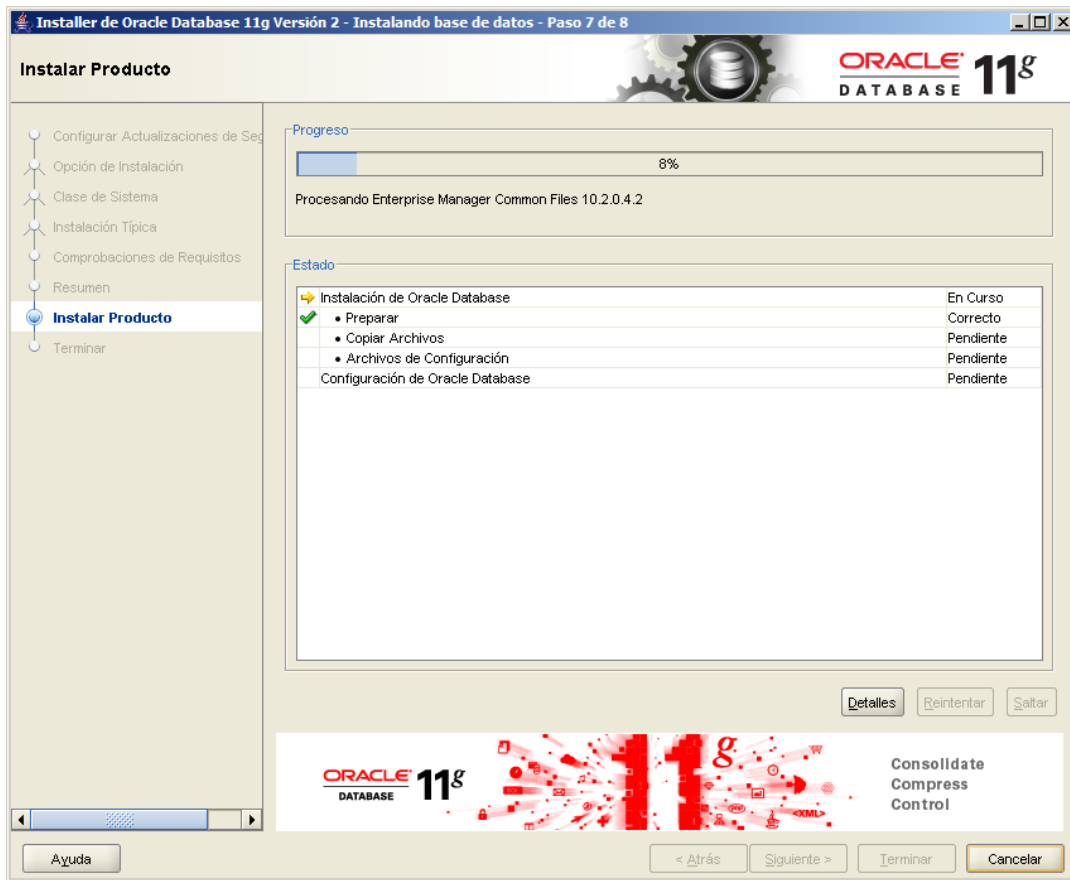 Installer de Oracle Database 11g Versión 2 - Instalando base de datos - Paso 7 de 8
Instalar Producto
ORACLE
DATABASE 11g
Configurar Actualizaciones de Seg
Opción de Instalación
Clase de Sistema
Instalación Típica
Comprobaciones de Requisitos
Resumen
Instalar Producto
Terminar
Progreso
8%
Procesando Enterprise Manager Common Files 10.2.0.4.2
Estado
Instalación de Oracle Database En Curso
• Preparar Correcto
• Copiar Archivos Pendiente
• Archivos de Configuración Pendiente
Configuración de Oracle Database Pendiente
Detalles Reintentar Saltar
ORACLE
DATABASE 11g
11g
<XML>
Consolidate
Compress
Control
Ayuda < Atrás Siguiente > Terminar Cancelar